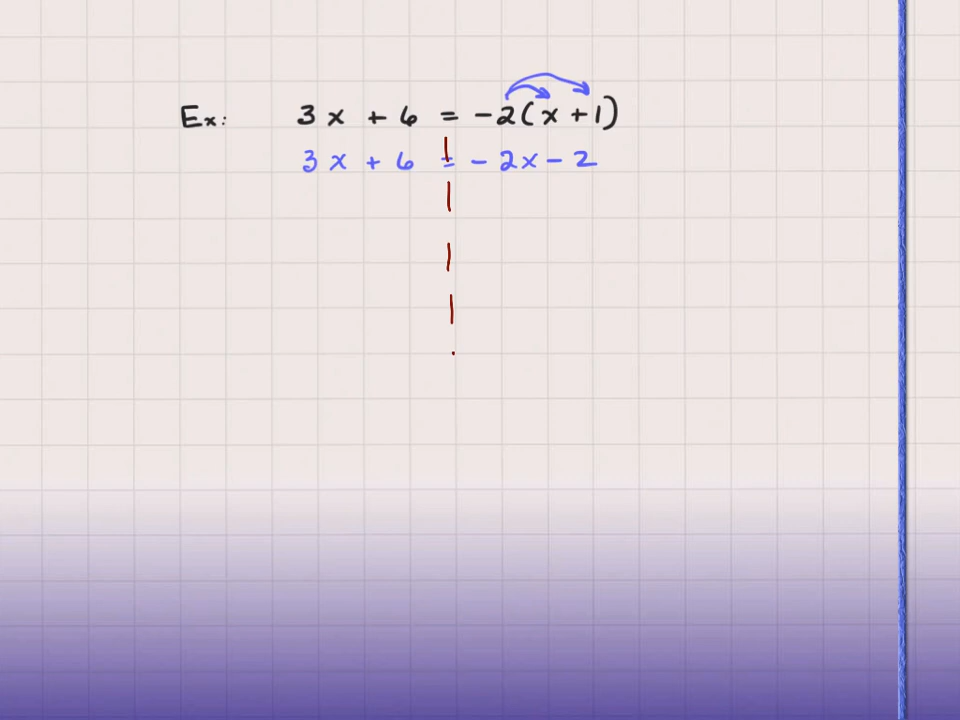 Ex: 3x + 6 = -2(x + 1)
3x + 6 = -2x - 2